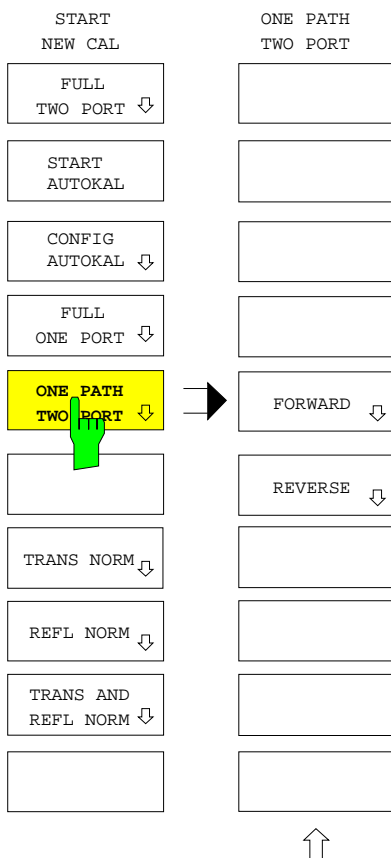 START
NEW CAL
FULL
TWO PORT
START
AUTOKAL
CONFIG
AUTOKAL
FULL
ONE PORT
ONE PATH
TWO PORT
TRANS NORM
REFL NORM
TRANS AND
REFL NORM
ONE PATH
TWO PORT
FORWARD
REVERSE